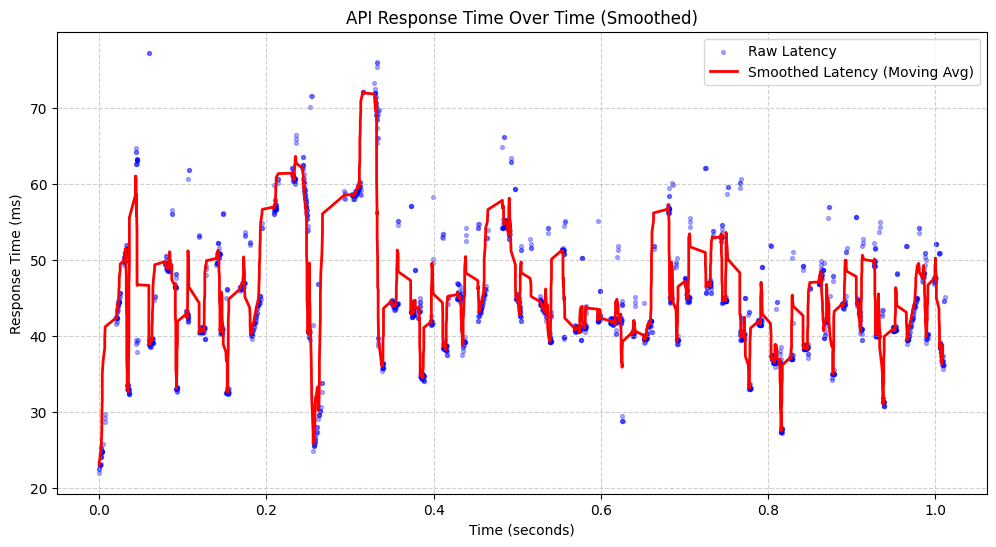 API Response Time Over Time (Smoothed)
Raw Latency
Smoothed Latency (Moving Avg)
Response Time (ms)
70
60
50
40
30
20
0.0 0.2 0.4 0.6 0.8 1.0
Time (seconds)